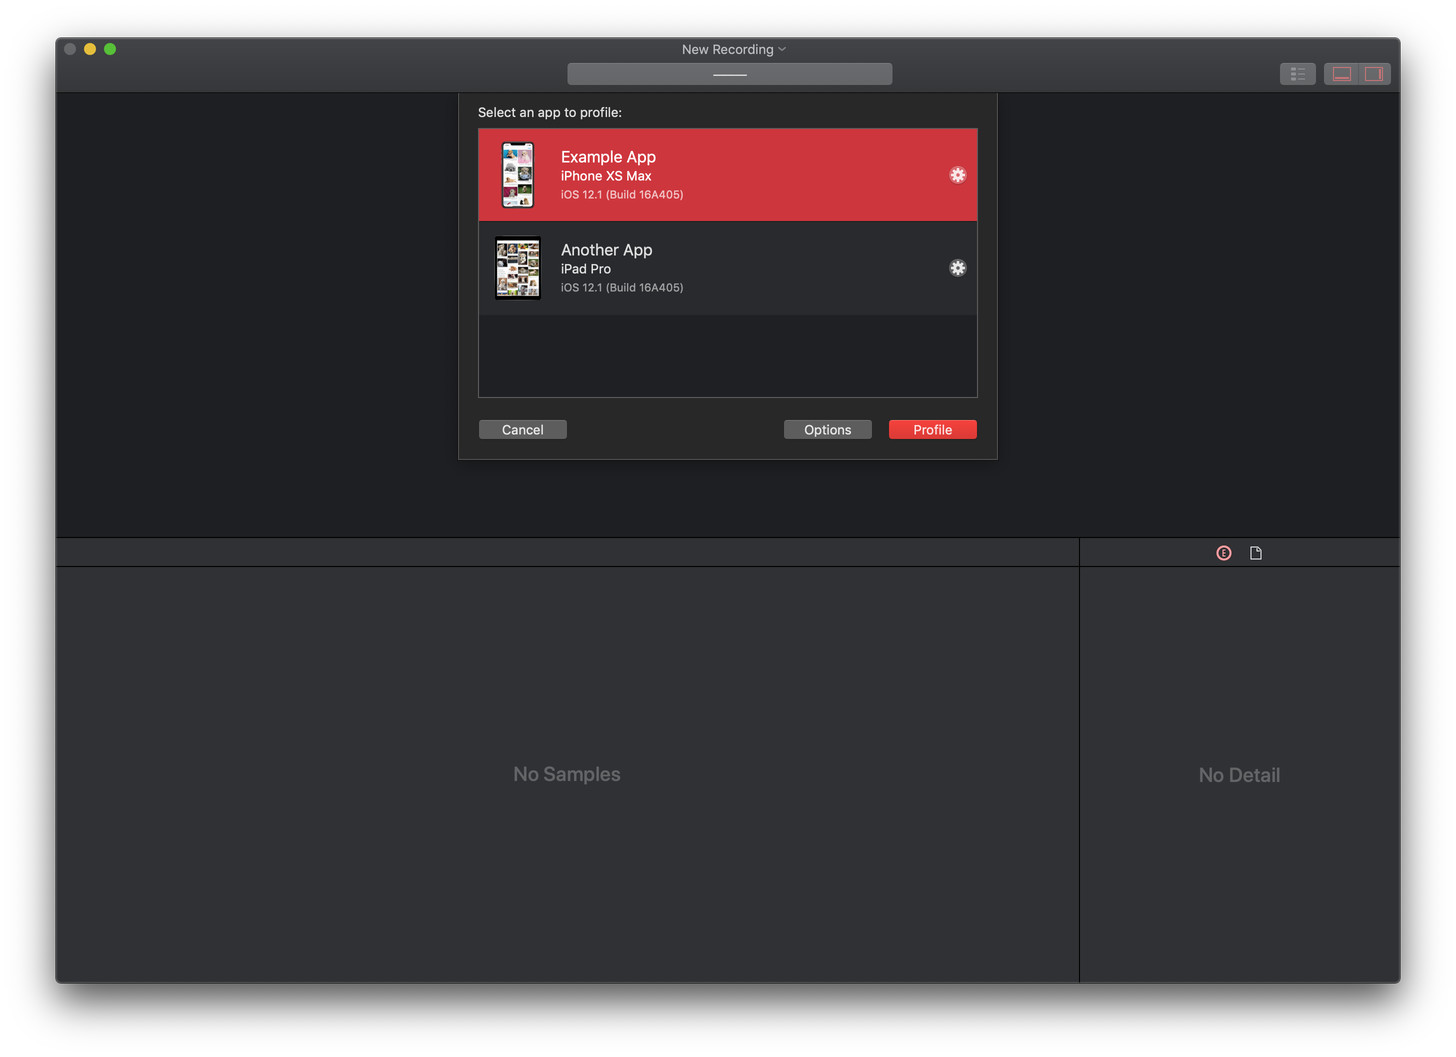 New Recording
Select an app to profile:
Example App
iPhone XS Max
iOS 12.1 (Build 16A405)
Another App
iPad Pro
iOS 12.1 (Build 16A405)
Cancel
Options
Profile
E
No Samples
No Detail